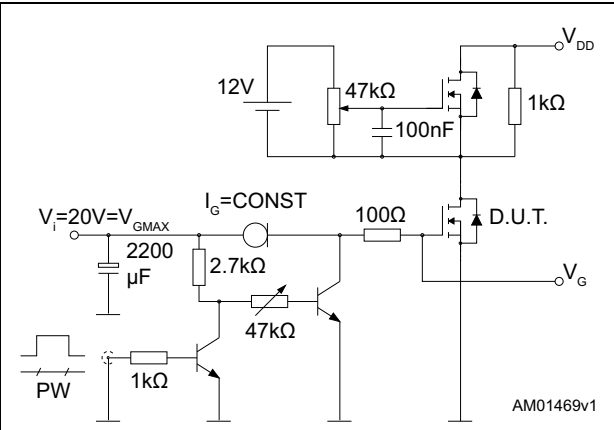 V_DD
12V
47kΩ
1kΩ
100nF
I_G=CONST
V_i=20V=V_GMAX
100Ω
D.U.T.
2200
μF
2.7kΩ
V_G
47kΩ
1kΩ
PW
AM01469v1